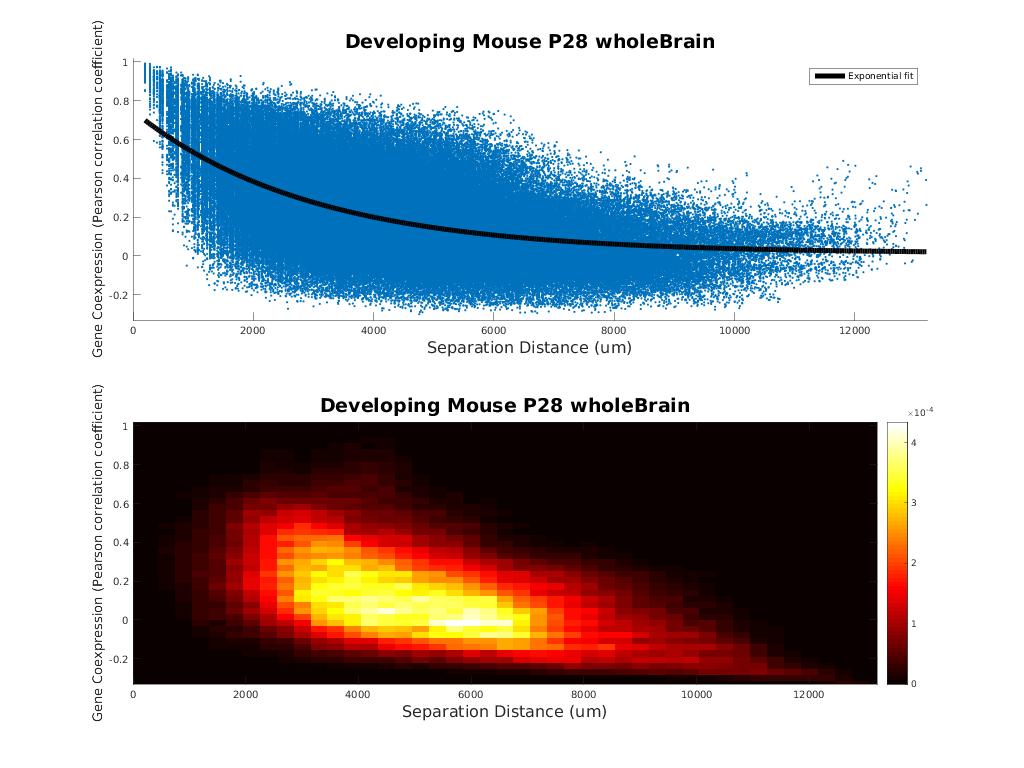 Developing Mouse P28 wholeBrain
Gene Coexpression (Pearson correlation coefficient)
1
0.8
0.6
0.4
0.2
0
-0.2
Exponential fit
0 2000 4000 6000 8000 10000 12000
Separation Distance (um)
Developing Mouse P28 wholeBrain
Gene Coexpression (Pearson correlation coefficient)
1
0.8
0.6
0.4
0.2
0
-0.2
×10⁻⁴
4
3
2
1
0
0 2000 4000 6000 8000 10000 12000
Separation Distance (um)